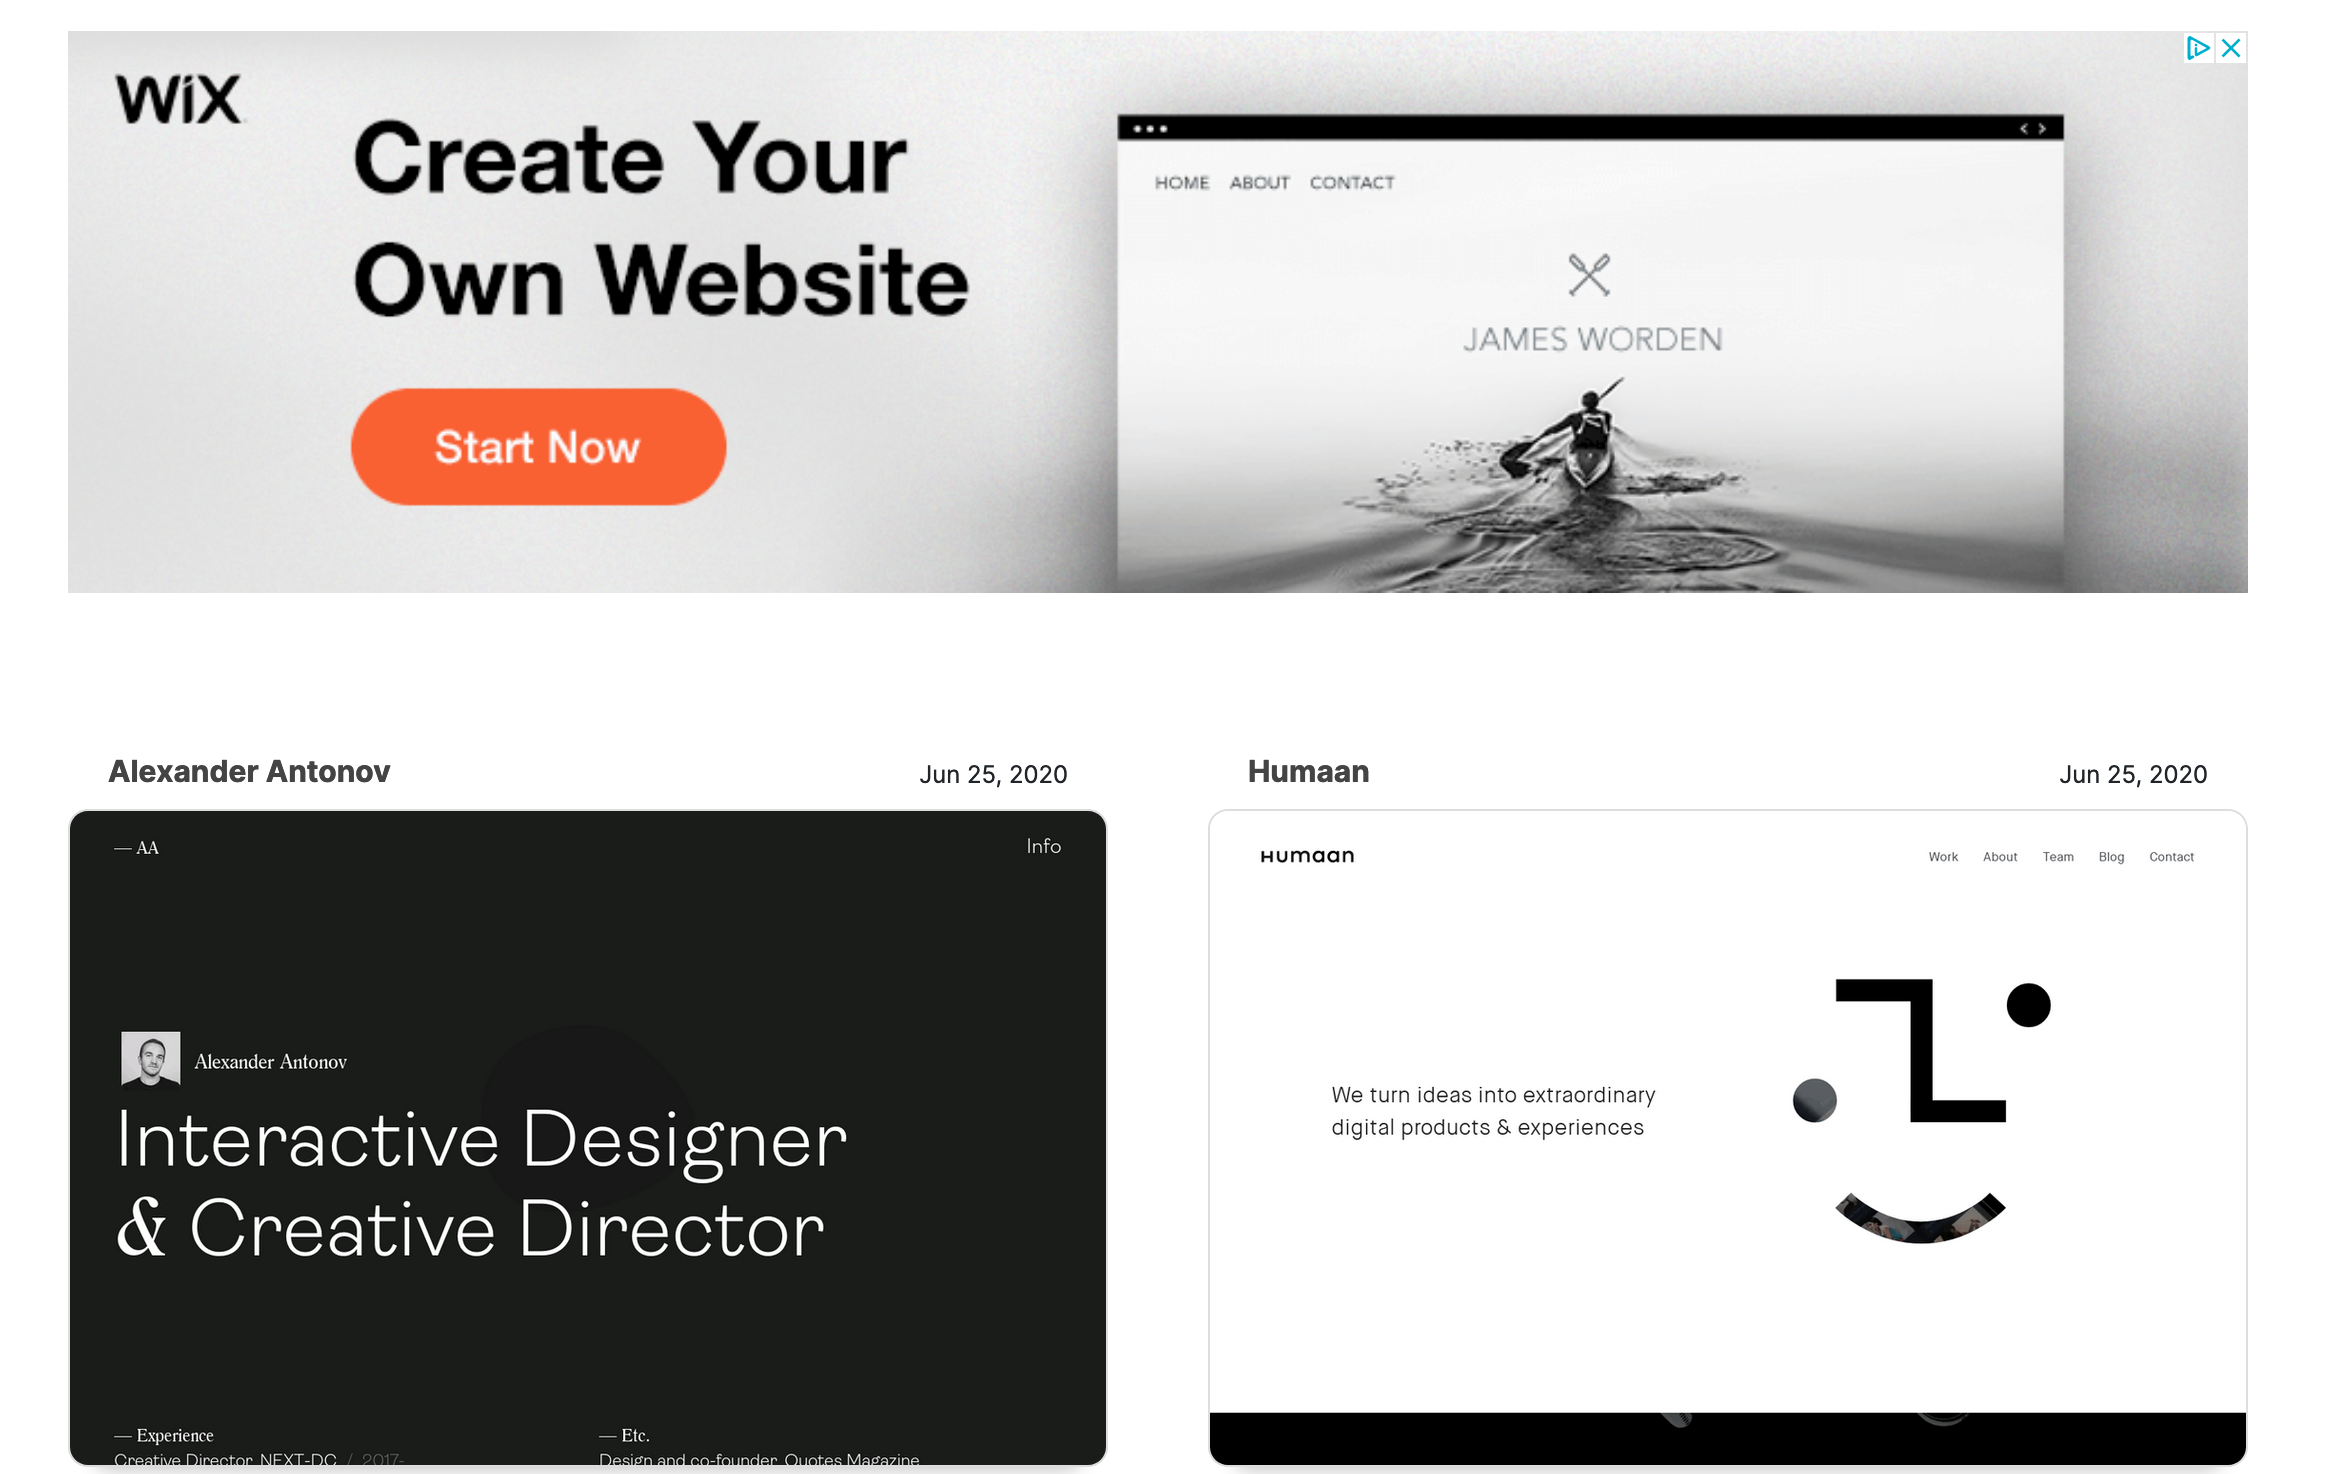 WiX
Create Your
Own Website
Start Now
HOME ABOUT CONTACT
JAMES WORDEN
Alexander Antonov
Jun 25, 2020
— AA
Info
Alexander Antonov
Interactive Designer
& Creative Director
— Experience
Creative Director, NEXT-DC / 2017-
— Etc.
Design and co-founder, Quotes Magazine
Humaan
Jun 25, 2020
Humaan
Work About Team Blog Contact
We turn ideas into extraordinary
digital products & experiences